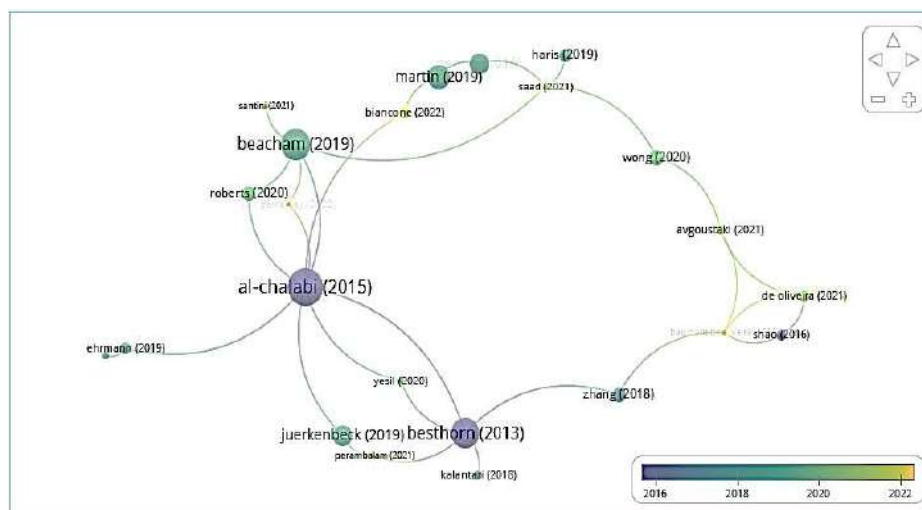 haris (2019)
martin (2019)
saad (2021)
santini (2021)
biancone (2022)
beacham (2019)
wong (2020)
roberts (2020)
avgoustaki (2021)
al-chalabi (2015)
de oliveira (2021)
shao (2016)
ehrmann (2019)
yesil (2020)
zhang (2018)
juerkenbeck (2019)
besthorn (2013)
perambalam (2021)
kalantari (2018)
2016
2018
2020
2022